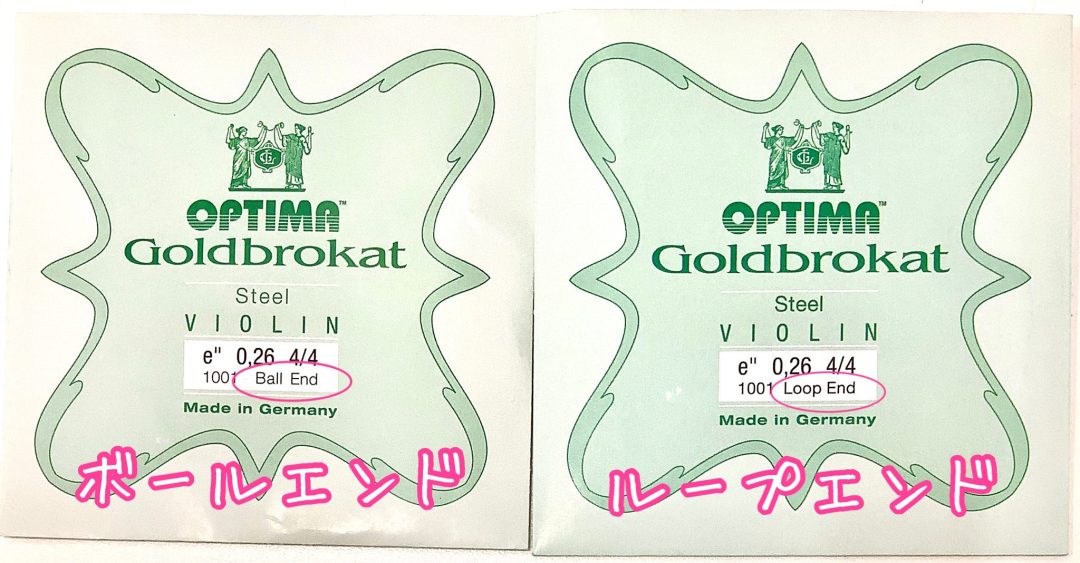 OPTIMA™
Goldbrokat
Steel
VIOLIN
e" 0,26 4/4
1001 Ball End
Made in Germany
ボールエンド
OPTIMA™
Goldbrokat
Steel
VIOLIN
e" 0,26 4/4
1001 Loop End
Made in Germany
ループエンド